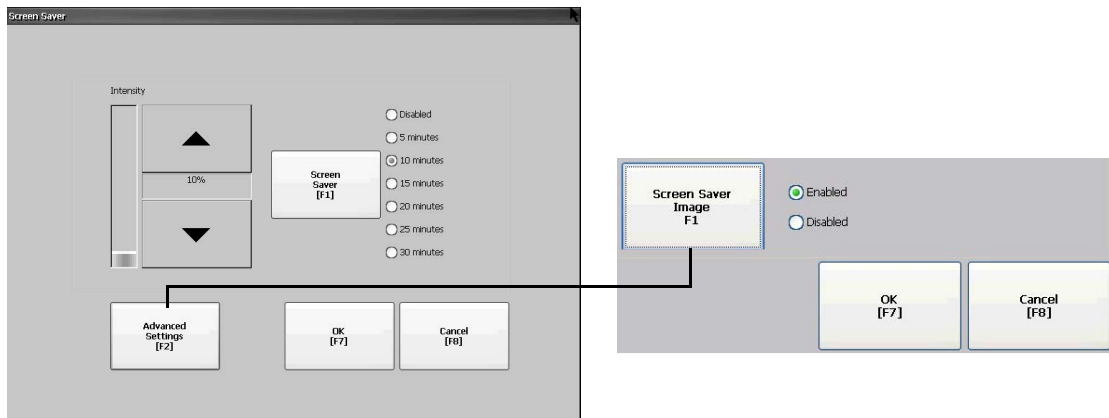 Screen Saver
Intensity
10%
Screen
Saver
[F1]
Disabled
5 minutes
10 minutes
15 minutes
20 minutes
25 minutes
30 minutes
Advanced
Settings
[F2]
OK
[F7]
Cancel
[F8]
Screen Saver
Image
F1
Enabled
Disabled
OK
[F7]
Cancel
[F8]